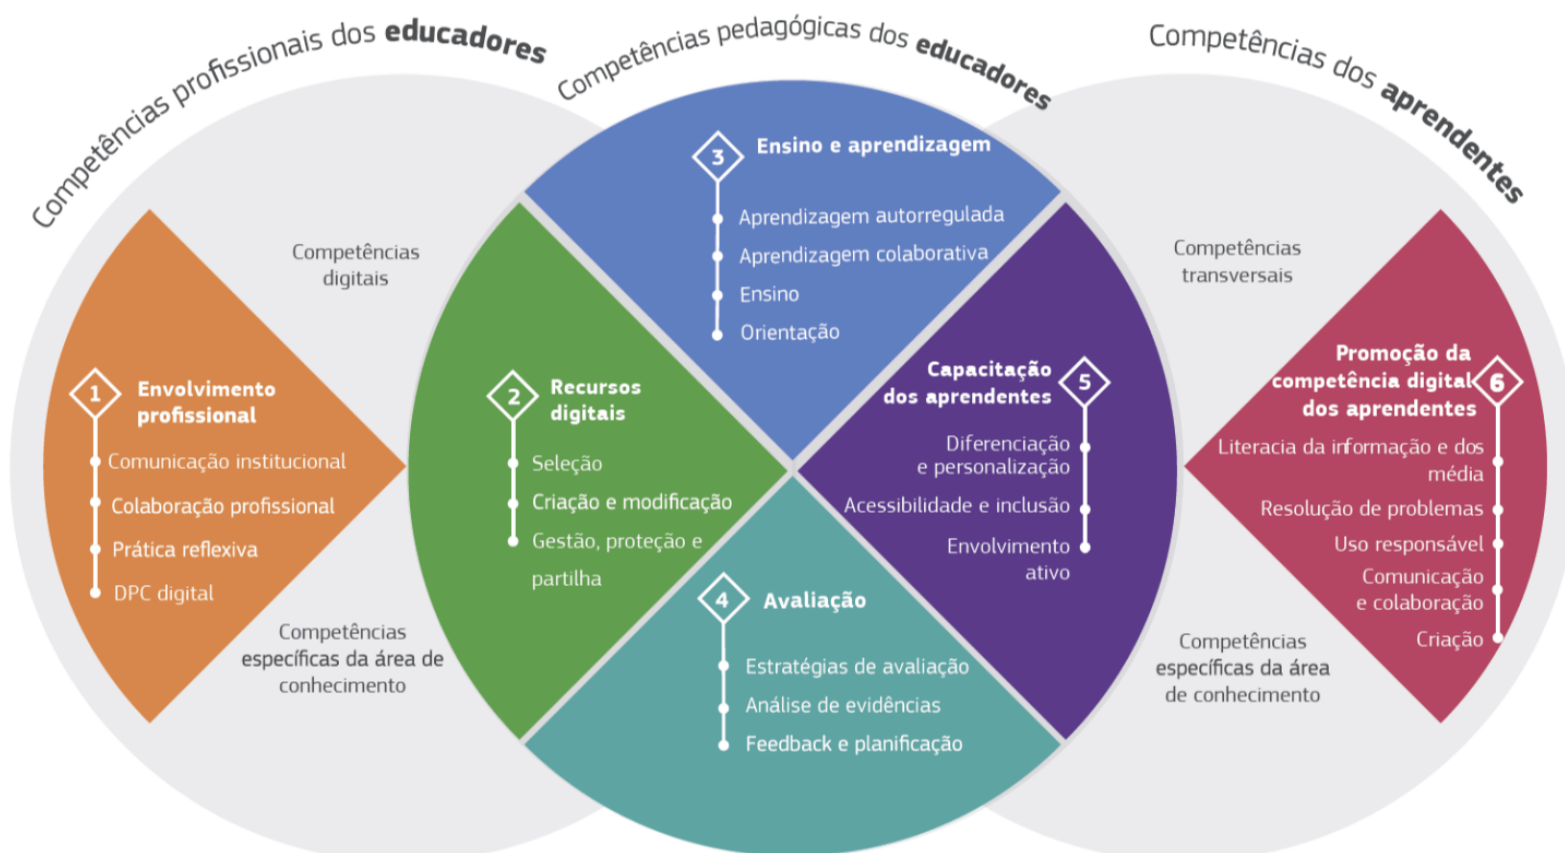 Competências profissionais dos educadores
Competências pedagógicas dos educadores
Competências dos aprendentes
Competências
digitais
Competências
específicas da área de
conhecimento
1
Envolvimento
profissional
Comunicação institucional
Colaboração profissional
Prática reflexiva
DPC digital
2
Recursos
digitais
Seleção
Criação e modificação
Gestão, proteção e
partilha
3
Ensino e aprendizagem
Aprendizagem autorregulada
Aprendizagem colaborativa
Ensino
Orientação
4
Avaliação
Estratégias de avaliação
Análise de evidências
Feedback e planificação
5
Capacitação
dos aprendentes
Diferenciação
e personalização
Acessibilidade e inclusão
Envolvimento
ativo
Competências
transversais
Competências
específicas da área
de conhecimento
6
Promoção da
competência digital
dos aprendentes
Literacia da informação e dos
média
Resolução de problemas
Uso responsável
Comunicação
e colaboração
Criação